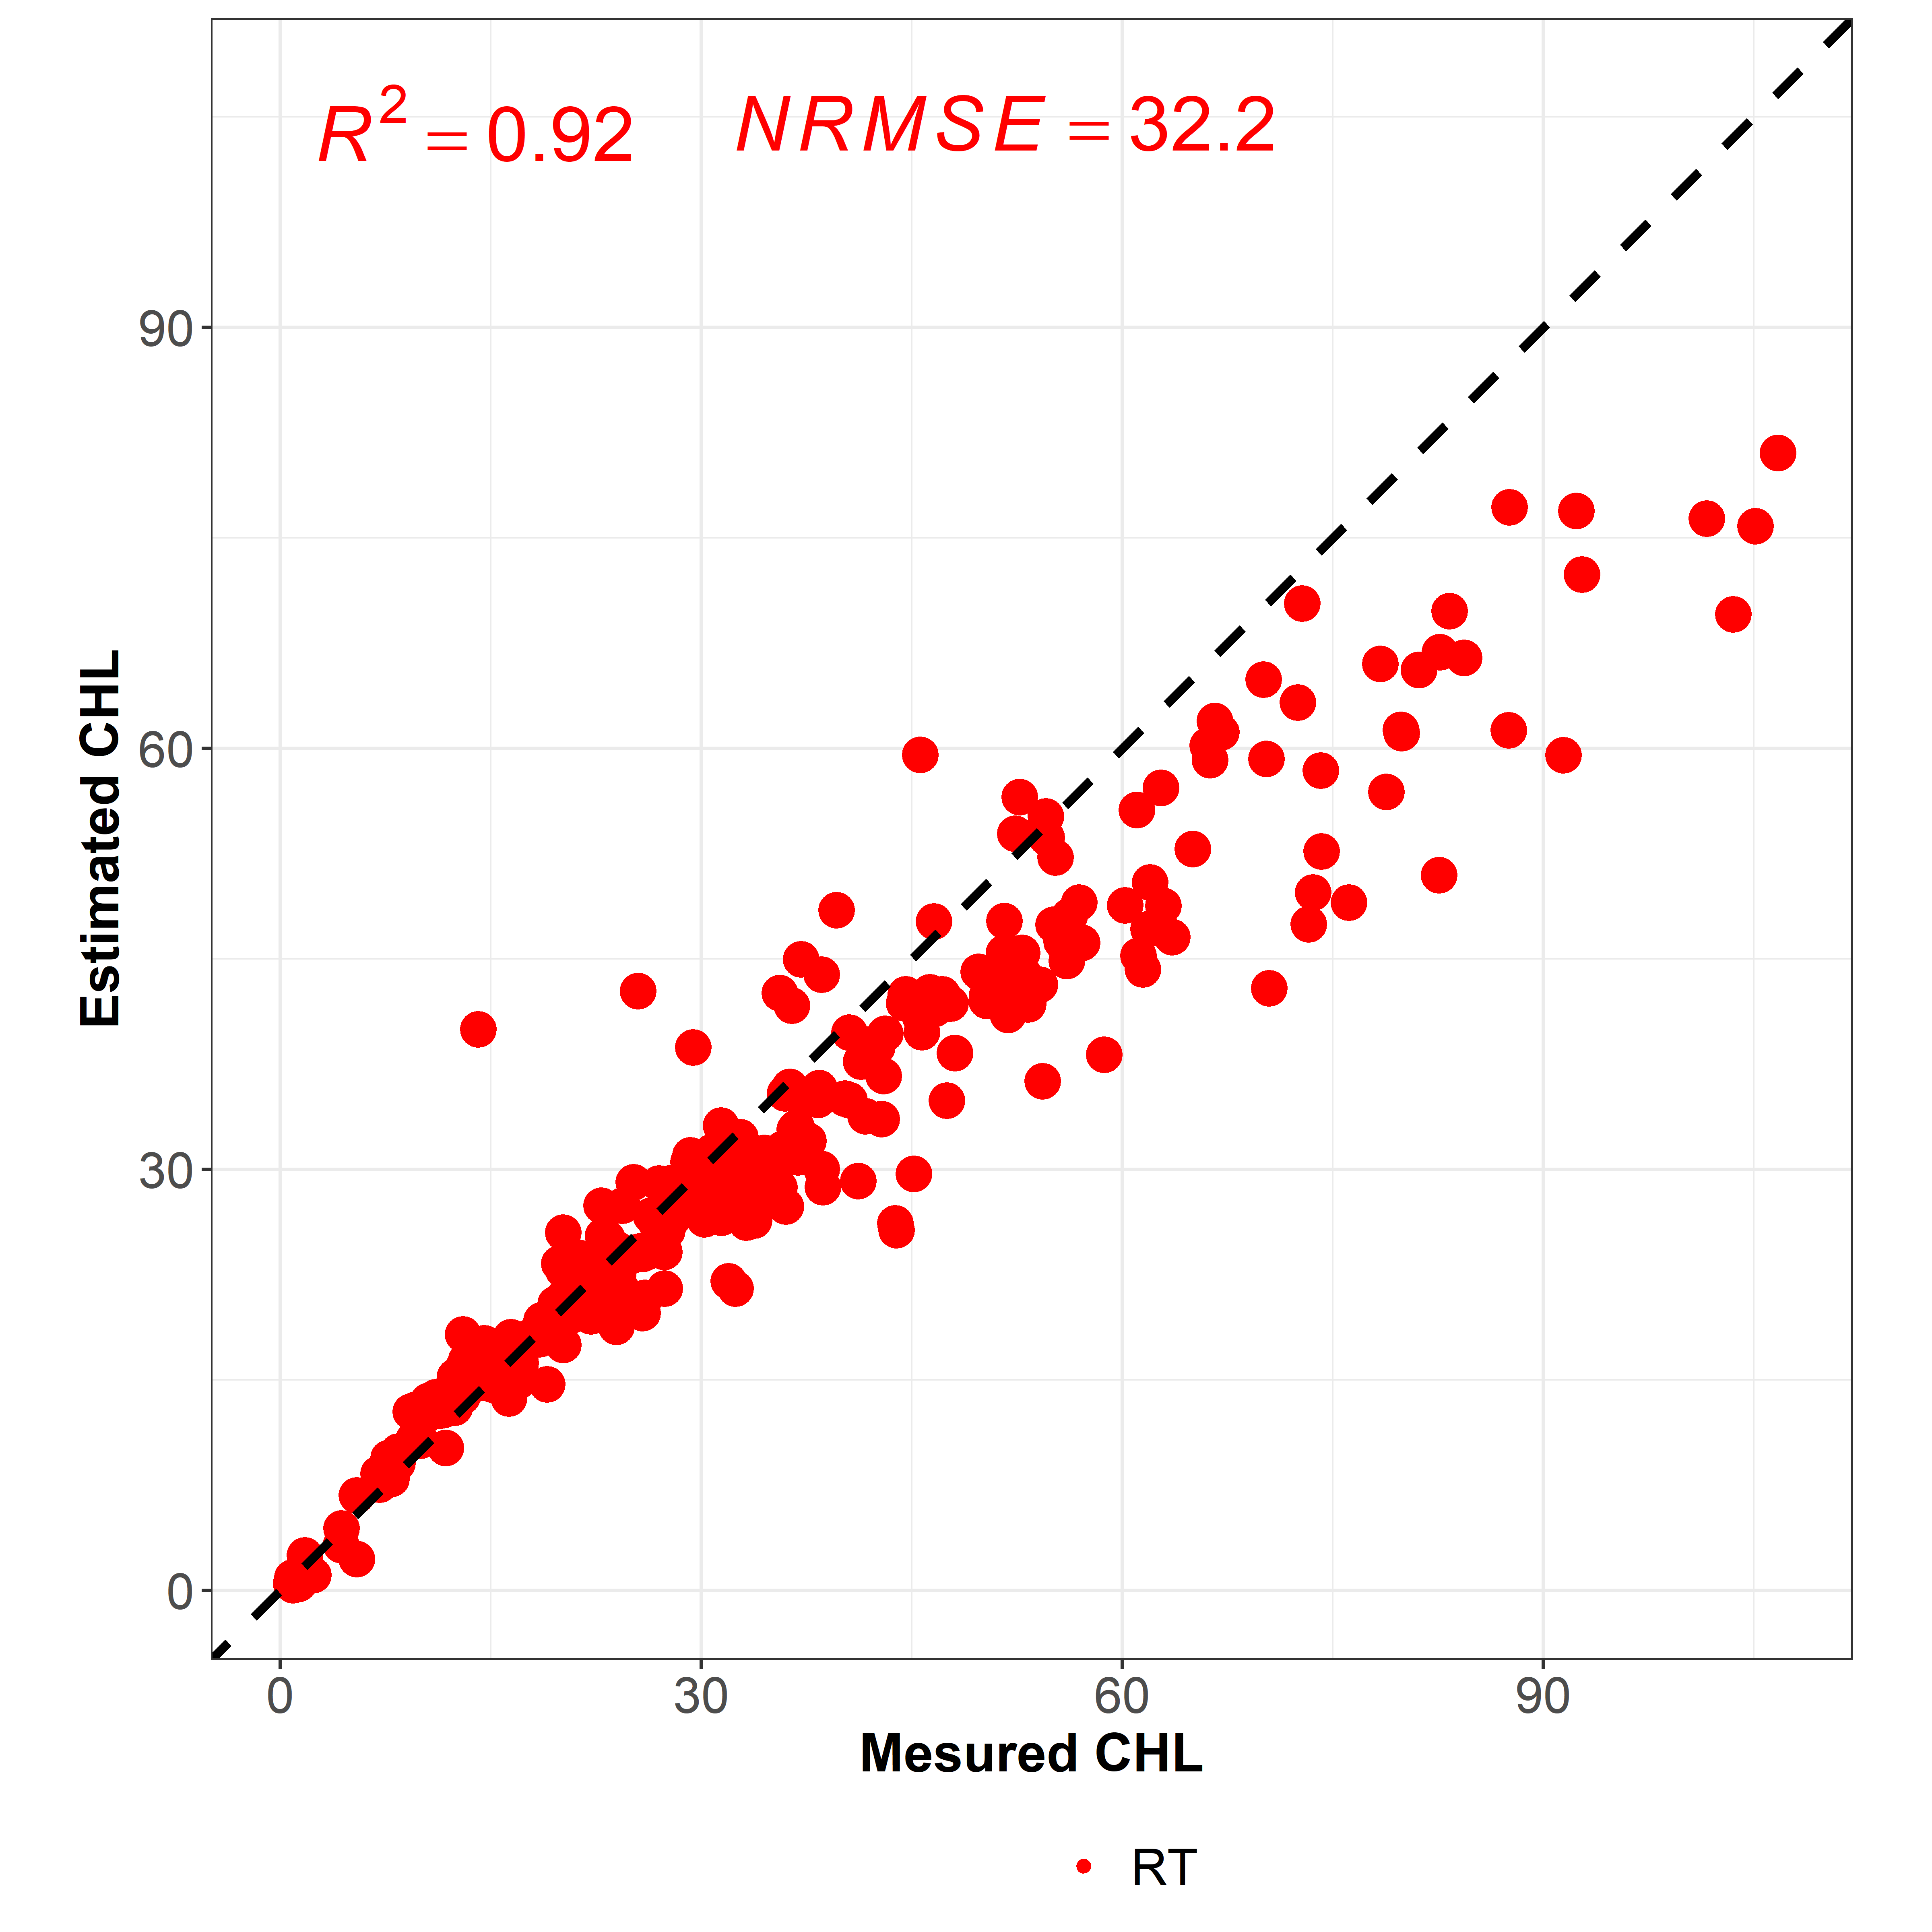 R² = 0.92 NRMSE = 32.2
90
60
30
0
Estimated CHL
0 30 60 90
Mesured CHL
RT